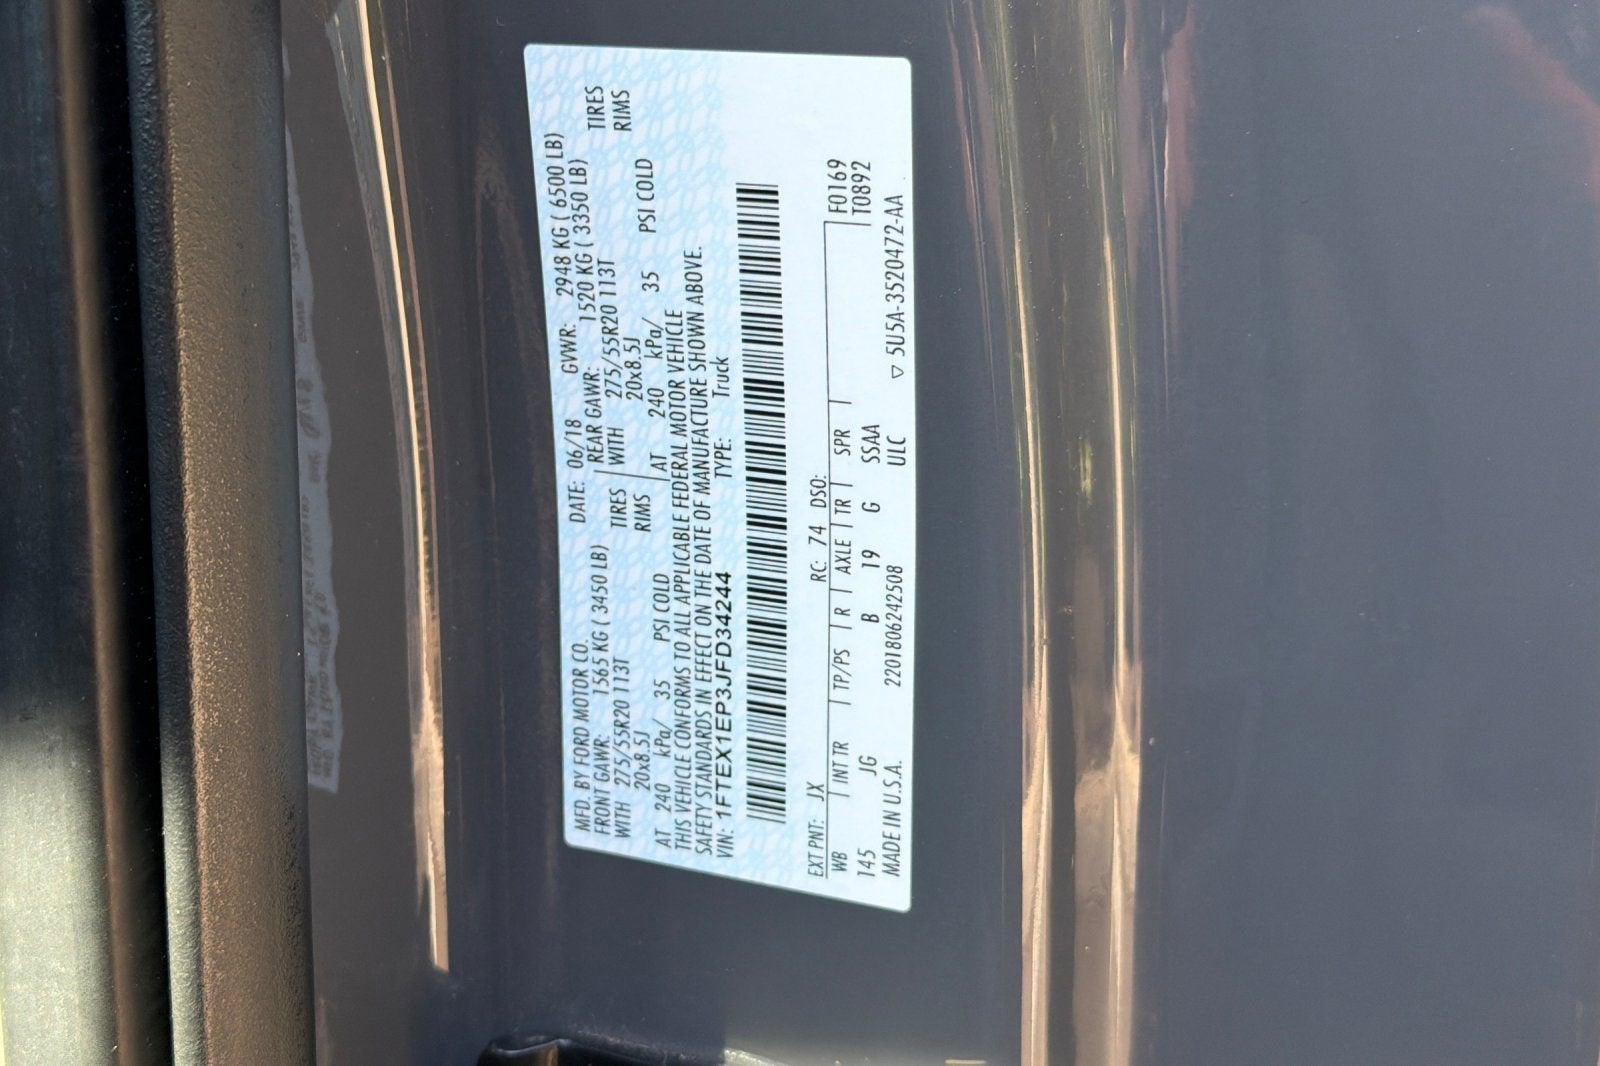 MFD. BY FORD MOTOR CO.
DATE: 06/18 GVWR: 2948 KG ( 6500 LB)
FRONT GAWR: 1565 KG ( 3450 LB) REAR GAWR: 1520 KG ( 3350 LB)
WITH 275/55R20 113T TIRES WITH 275/55R20 113T TIRES
20x8.5J RIMS 20x8.5J RIMS
AT 240 kPa/ 35 PSI COLD AT 240 kPa/ 35 PSI COLD
THIS VEHICLE CONFORMS TO ALL APPLICABLE FEDERAL MOTOR VEHICLE
SAFETY STANDARDS IN EFFECT ON THE DATE OF MANUFACTURE SHOWN ABOVE.
VIN: 1FTEX1EP3JFD34244 TYPE: Truck
EXT PNT: JX RC: 74 DSO: F0169
WB INT TR TP/PS R AXLE TR SPR T0892
145 JG B 19 G SSAA
MADE IN U.S.A. 220180624​2508 ULC ▽ 5U5A-3520472-AA